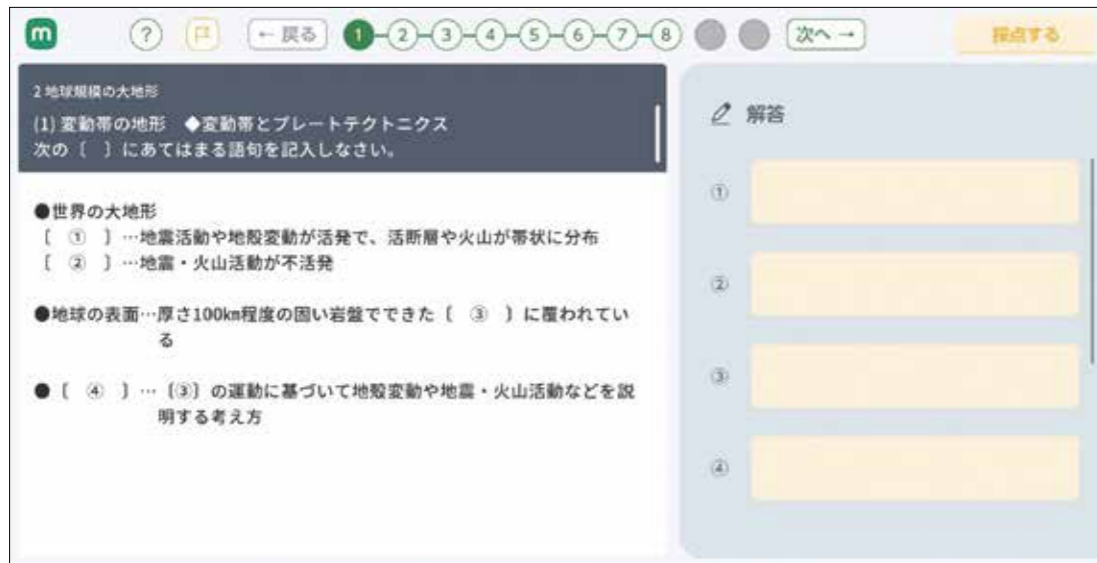 m
?
← 戻る
1
2
3
4
5
6
7
8
次へ →
採点する
2 地球規模の大地形
(1) 変動帯の地形　◆変動帯とプレートテクトニクス
次の〔　〕にあてはまる語句を記入しなさい。
●世界の大地形
〔　①　〕…地震活動や地殻変動が活発で、活断層や火山が帯状に分布
〔　②　〕…地震・火山活動が不活発
●地球の表面…厚さ100㎞程度の固い岩盤でできた〔　③　〕に覆われてい
る
●〔　④　〕…〔③〕の運動に基づいて地殻変動や地震・火山活動などを説
明する考え方
解答
①
②
③
④